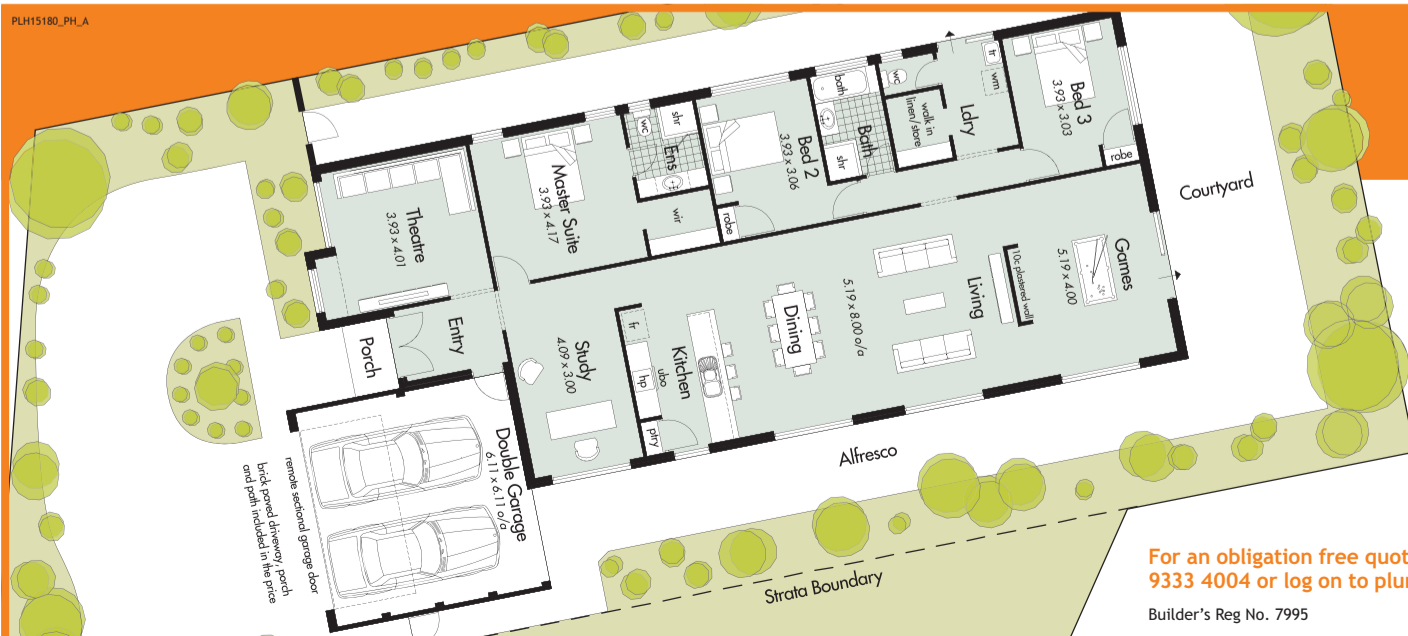 PLH15180_PH_A
Theatre
3.93 x 4.01
Master Suite
3.93 x 4.17
wc
shr
Ens
wir
robe
Bed 2
3.93 x 3.06
bath
Bath
shr
wc
walk in
linen/store
Ldry
tr
wm
Bed 3
3.93 x 3.03
robe
Courtyard
Games
5.19 x 4.00
10c plastered wall
Living
5.19 x 8.00 o/a
Dining
Kitchen
ubo
fr
hp
ptry
Study
4.09 x 3.00
Entry
Porch
Double Garage
6.11 x 6.11 o/a
remote sectional garage door
brick paved driveway, porch
and path included in the price
Alfresco
Strata Boundary
For an obligation free quot
9333 4004 or log on to plu
Builder's Reg No. 7995